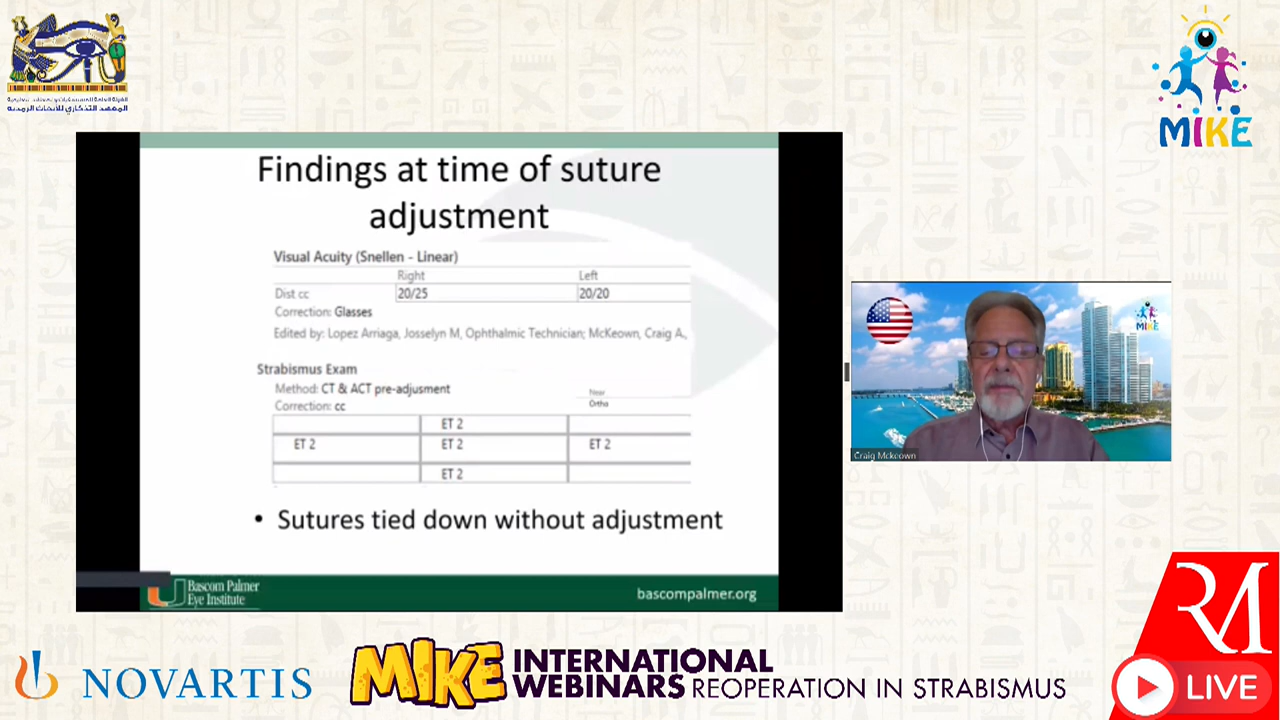 MIKE
Findings at time of suture
adjustment
Visual Acuity (Snellen - Linear)
Right Left
Dist cc 20/25 20/20
Correction: Glasses
Edited by: Lopez Arriaga, Josselyn M, Ophthalmic Technician; McKeown, Craig A.,
Strabismus Exam
Method: CT & ACT pre-adjusment
Near
Correction: cc
Ortho
ET 2
ET 2 ET 2 ET 2
ET 2
• Sutures tied down without adjustment
Bascom Palmer
Eye Institute
bascompalmer.org
MIKE
Craig Mckeown
NOVARTIS
MIKE INTERNATIONAL
WEBINARS REOPERATION IN STRABISMUS
RM
LIVE